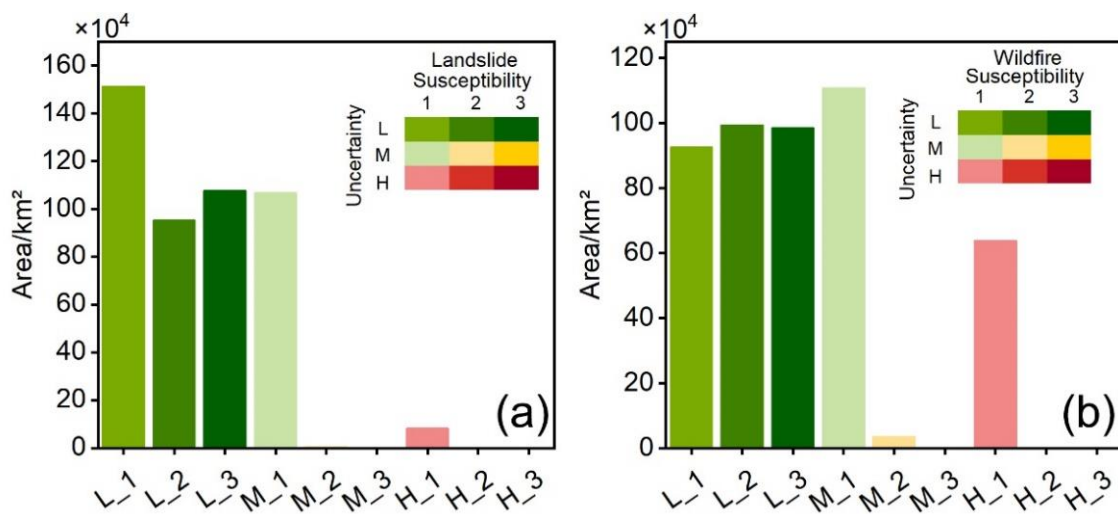 ×10⁴
Area/km²
160
140
120
100
80
60
40
20
0
Landslide
Susceptibility
1 2 3
Uncertainty
L
M
H
(a)
L_1 L_2 L_3 M_1 M_2 M_3 H_1 H_2 H_3
×10⁴
Area/km²
120
100
80
60
40
20
0
Wildfire
Susceptibility
1 2 3
Uncertainty
L
M
H
(b)
L_1 L_2 L_3 M_1 M_2 M_3 H_1 H_2 H_3